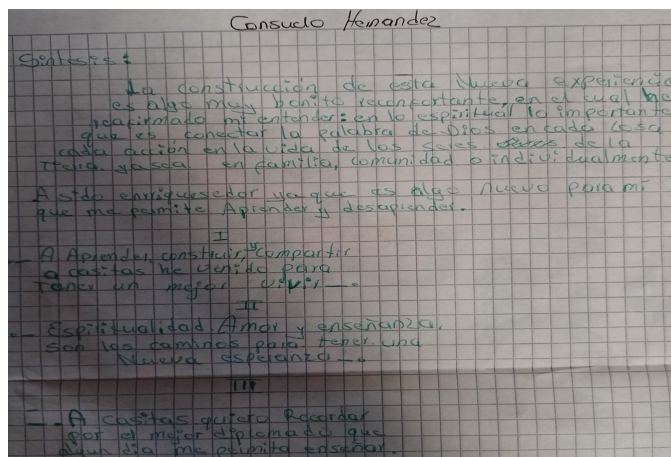 Consuelo Hernandez
Sintesis:
La construcción de esta Nueva experiencia
es algo muy bonito reconfortante, en el cual he
reafirmado mi entender: en lo espiritual lo importante
que es conectar la palabra de Dios en cada cosa
cada acción en la vida de los seres de la
tierra, ya sea en familia, comunidad o individualmente
A sido enriquesedor ya que es algo nuevo para mi
que me permite Aprender y desaprender.
I
- A Aprender, construir, y compartir
a casitas he venido para
tener un mejor vivir-.
II
- Espiritualidad, Amor y enseñanza,
son los caminos para tener una
Nueva esperanza-.
III
-- A casitas quiero Recordar
por el mejor diplomado que
algun dia me permita enseñar.